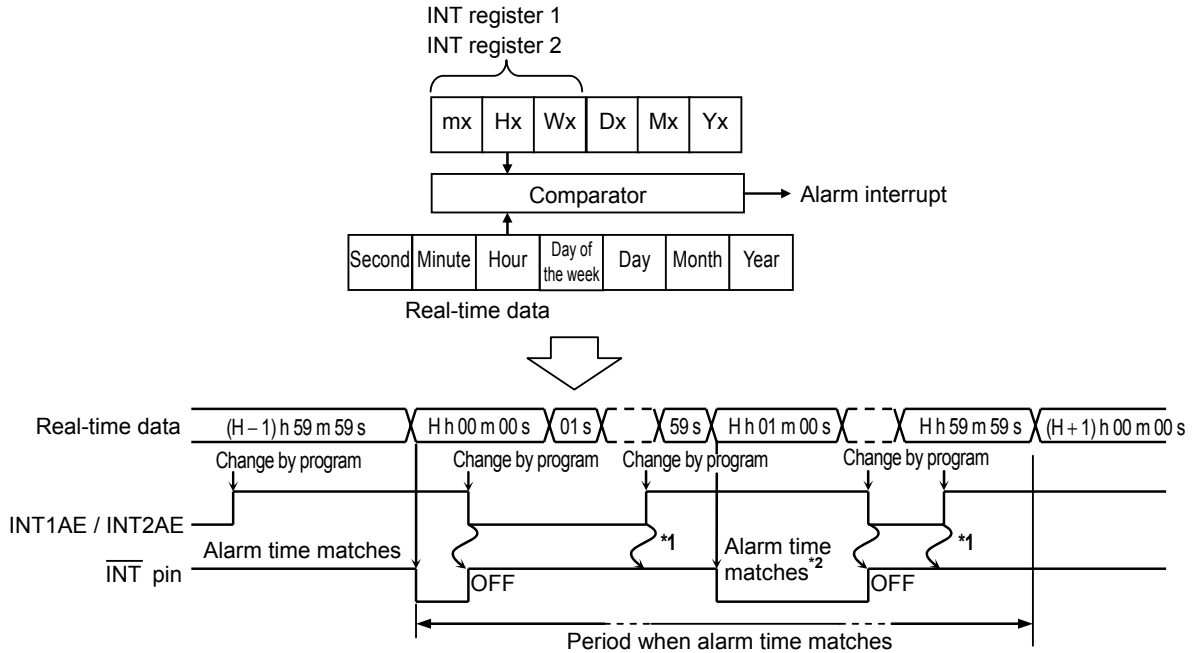 INT register 1
INT register 2
mx Hx Wx Dx Mx Yx
Comparator
Alarm interrupt
Second Minute Hour Day of the week Day Month Year
Real-time data
Real-time data (H − 1) h 59 m 59 s H h 00 m 00 s 01 s 59 s H h 01 m 00 s H h 59 m 59 s (H + 1) h 00 m 00 s
Change by program Change by program Change by program Change by program
INT1AE / INT2AE
*1 *1
Alarm time matches
Alarm time matches*2
INT pin
OFF OFF
Period when alarm time matches